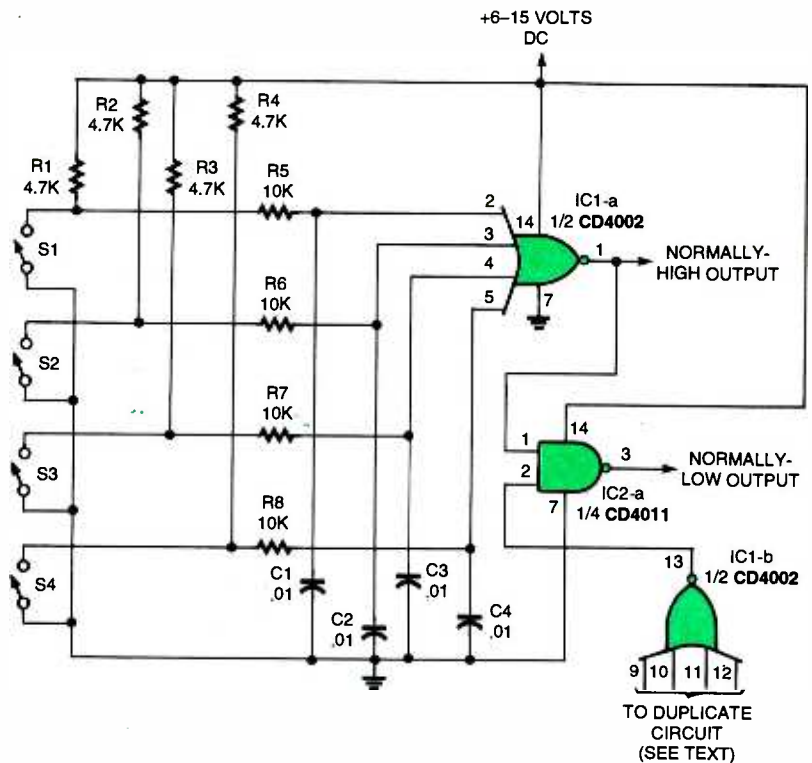 +6–15 VOLTS
DC
R1
4.7K
R2
4.7K
R3
4.7K
R4
4.7K
R5
10K
2
14
IC1-a
1/2 CD4002
3
4
5
1
7
NORMALLY-
HIGH OUTPUT
S1
R6
10K
S2
R7
10K
S3
R8
10K
S4
1
2
14
3
7
NORMALLY-
LOW OUTPUT
IC2-a
1/4 CD4011
C1
.01
C2
.01
C3
.01
C4
.01
13
IC1-b
1/2 CD4002
9 10 11 12
TO DUPLICATE
CIRCUIT
(SEE TEXT)